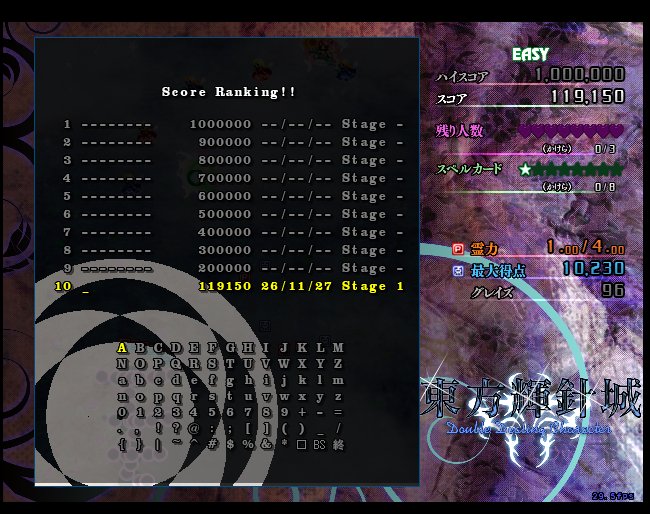 Score Ranking!!
1 -------- 1000000 --/--/-- Stage -
2 -------- 900000 --/--/-- Stage -
3 -------- 800000 --/--/-- Stage -
4 -------- 700000 --/--/-- Stage -
5 -------- 600000 --/--/-- Stage -
6 -------- 500000 --/--/-- Stage -
7 -------- 400000 --/--/-- Stage -
8 -------- 300000 --/--/-- Stage -
9 -------- 200000 --/--/-- Stage -
10 _ 119150 26/11/27 Stage 1
A B C D E F G H I J K L M
N O P Q R S T U V W X Y Z
a b c d e f g h i j k l m
n o p q r s t u v w x y z
0 1 2 3 4 5 6 7 8 9 + - =
. , ! ? @ : ; [ ] ( ) _ /
{ } | ~ ^ # $ % & * □ BS 終
EASY
ハイスコア 1,000,000
スコア 119,150
残り人数
(かけら) 0/3
スペルカード
(かけら) 0/8
P 霊力 1.00/4.00
最大得点 10,230
グレイズ 96
東方輝針城
Double Dealing Character
29.5fps